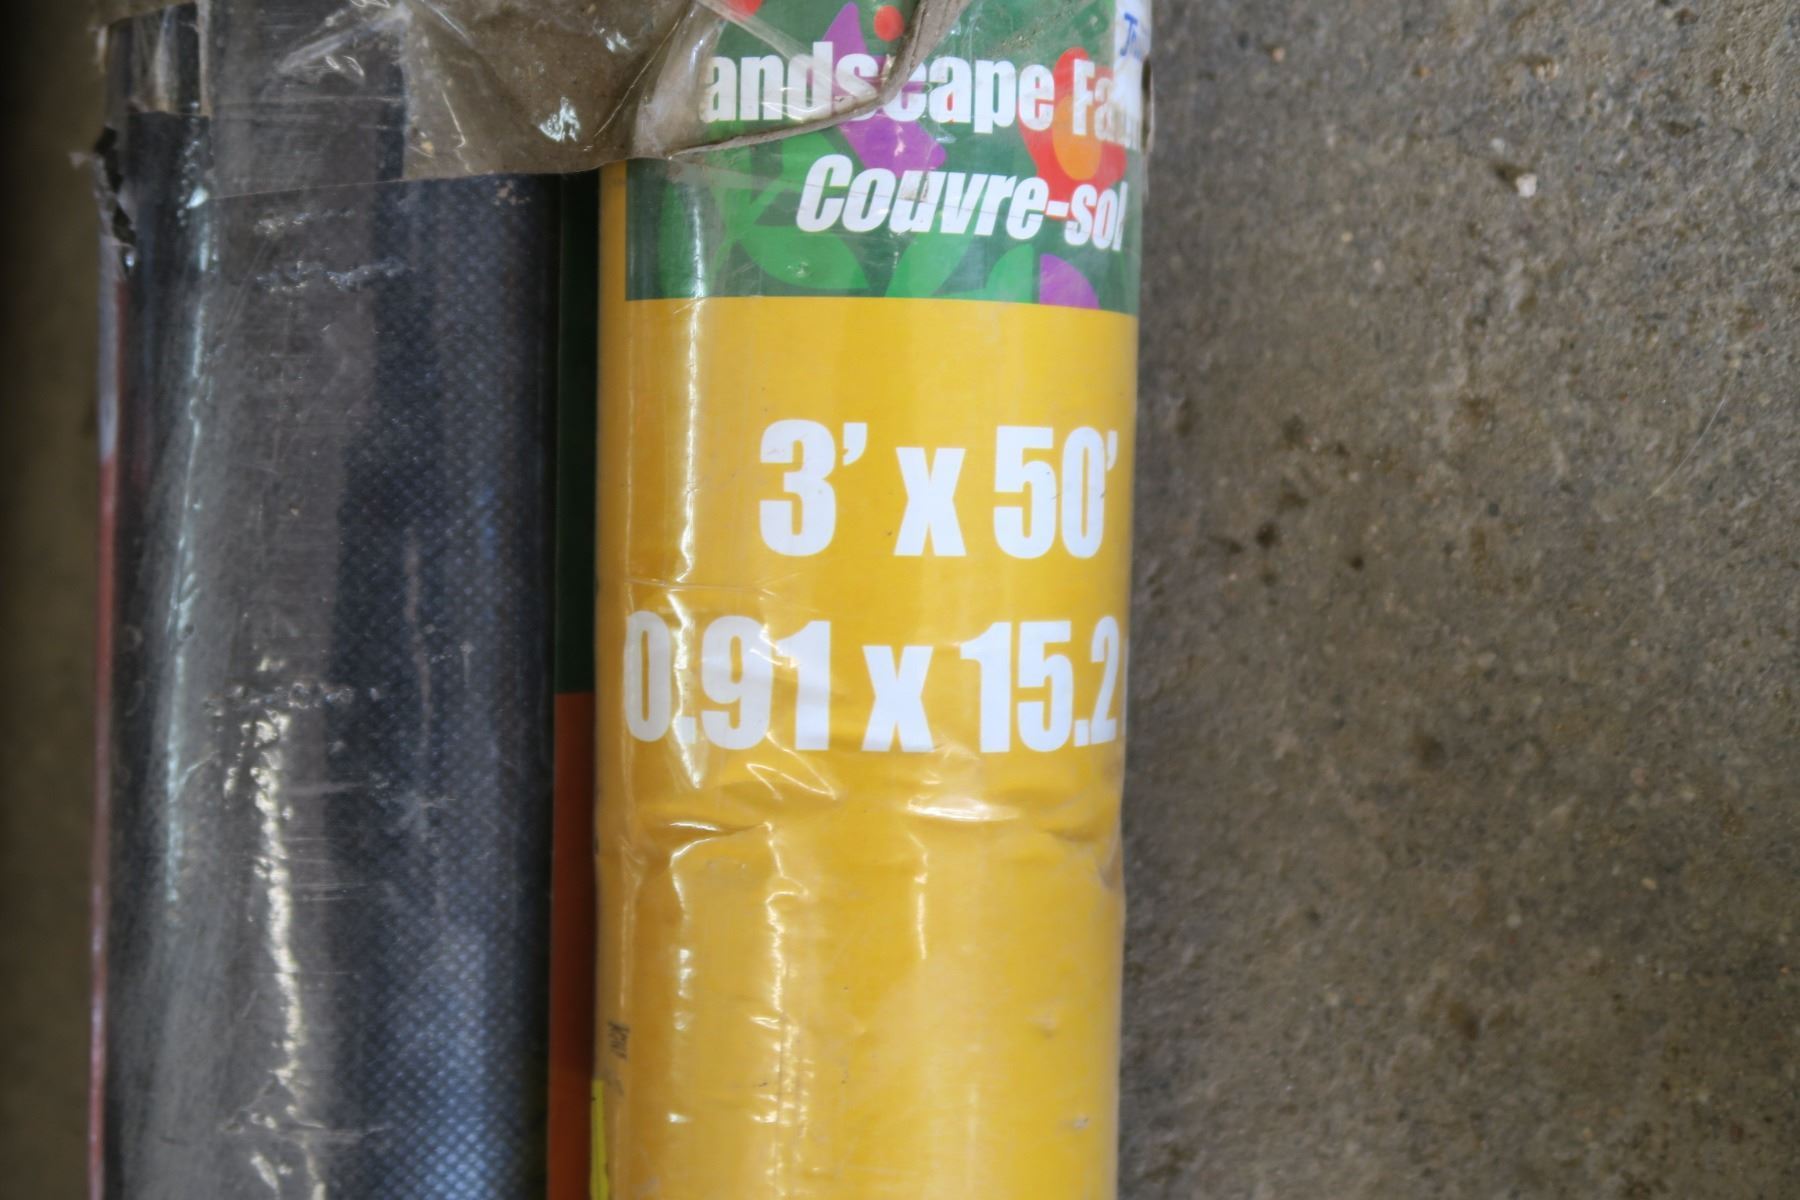 andscape Fa
Couvre-sol
3' x 50'
0.91 x 15.2